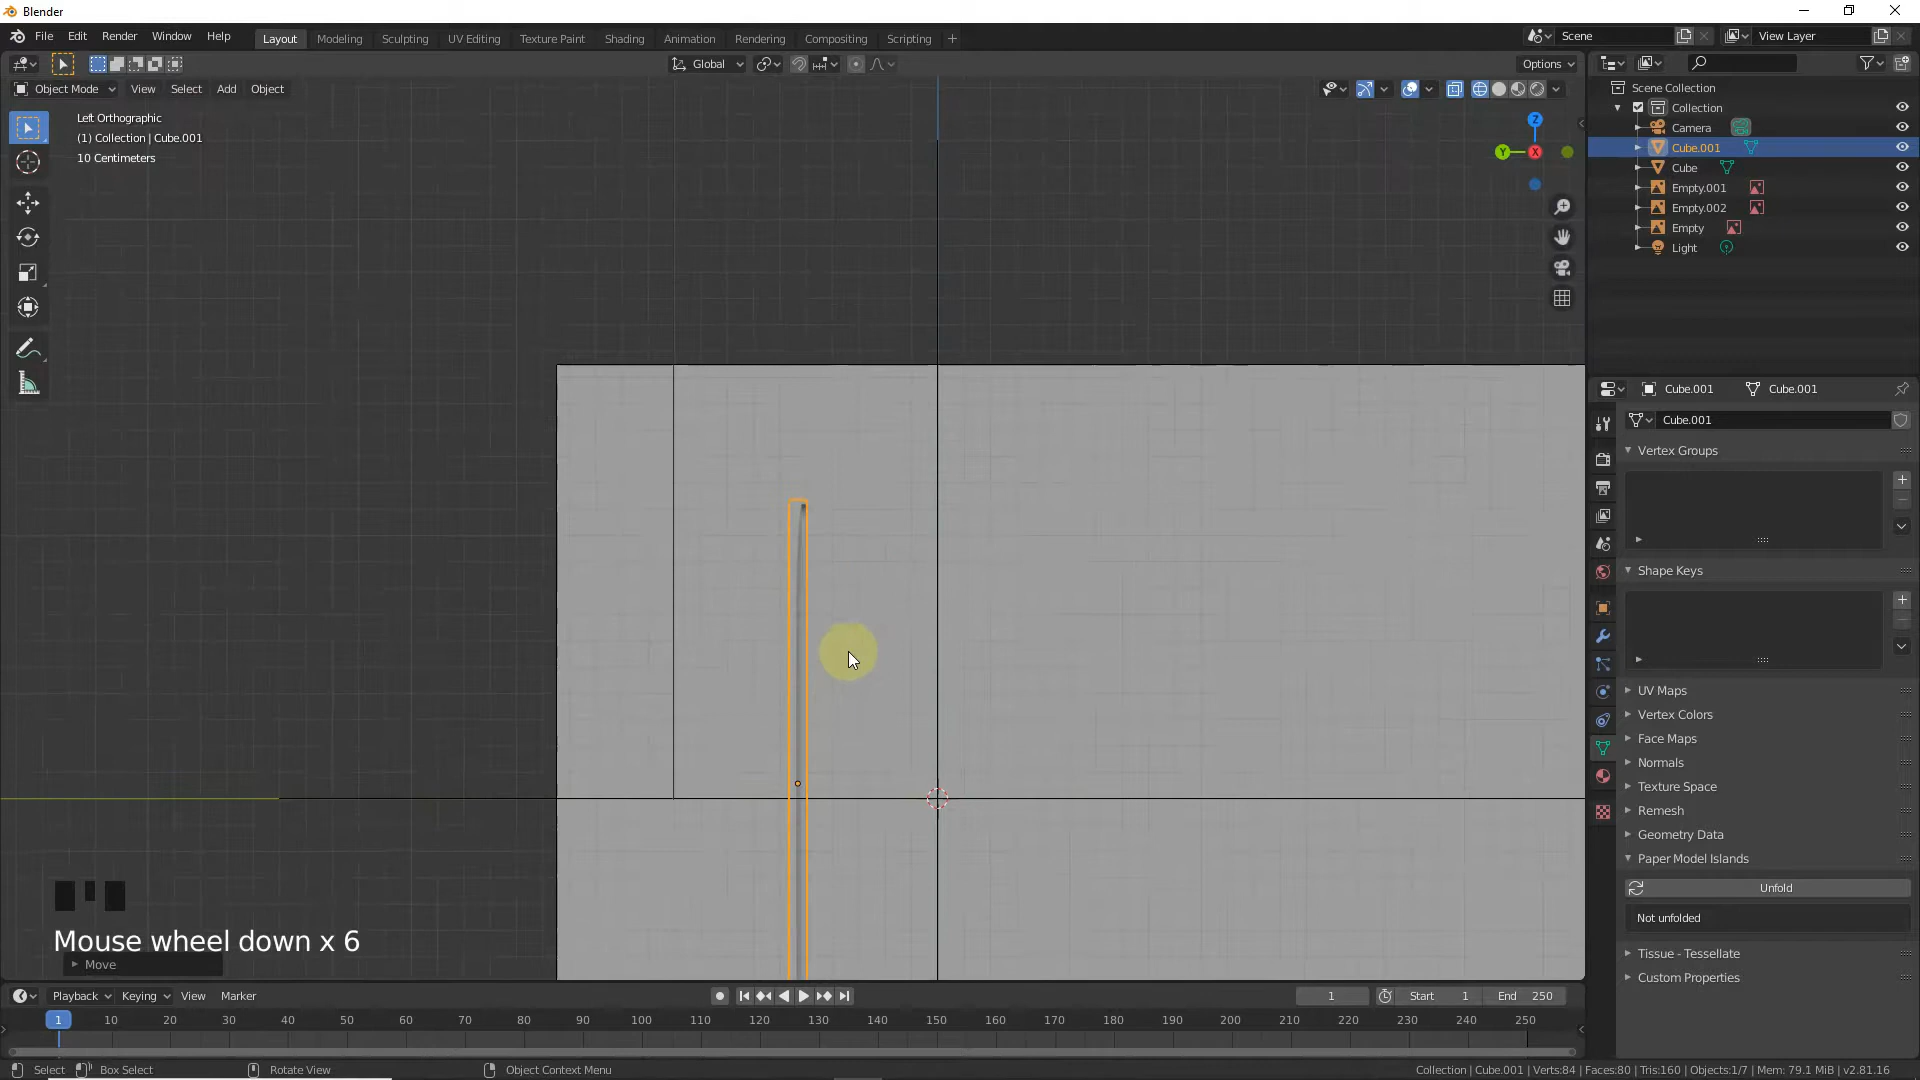 Blender
File Edit Render Window Help
Layout Modeling Sculpting UV Editing Texture Paint Shading Animation Rendering Compositing Scripting +
Scene
View Layer
Global
Options
Object Mode View Select Add Object
Left Orthographic
(1) Collection | Cube.001
10 Centimeters
Z
Y
X
Scene Collection
Collection
Camera
Cube.001
Cube
Empty.001
Empty.002
Empty
Light
Cube.001 Cube.001
Cube.001
Vertex Groups
Shape Keys
UV Maps
Vertex Colors
Face Maps
Normals
Texture Space
Remesh
Geometry Data
Paper Model Islands
Unfold
Not unfolded
Tissue - Tessellate
Custom Properties
Mouse wheel down x 6
Move
Playback Keying View Marker
1 Start 1 End 250
1 10 20 30 40 50 60 70 80 90 100 110 120 130 140 150 160 170 180 190 200 210 220 230 240 250
Select Box Select Rotate View Object Context Menu
Collection | Cube.001 | Verts:84 | Faces:80 | Tris:160 | Objects:1/7 | Mem: 79.1 MiB | v2.81.16